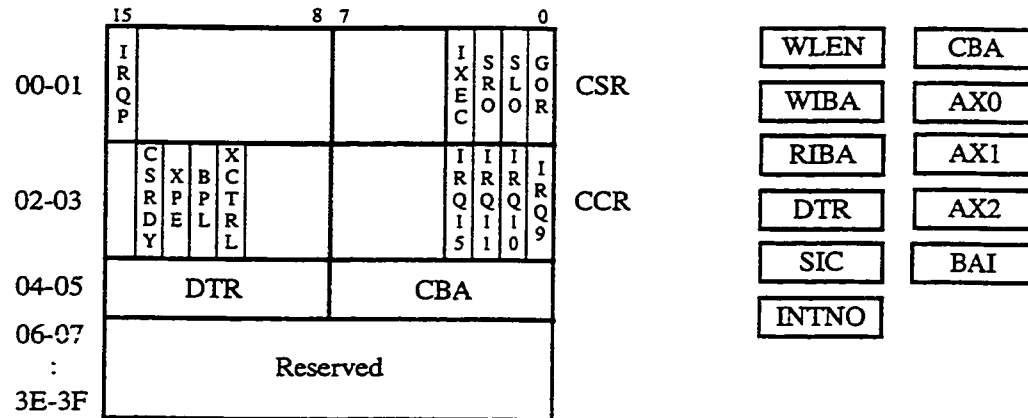 15 8 7 0
00-01 IRQP IXEC SRO SLO GOR CSR
02-03 CSRDY XPE BPL XCTRL IRQ15 IRQ11 IRQ10 IRQ9 CCR
04-05 DTR CBA
06-07
:
3E-3F
Reserved
WLEN CBA
WIBA AX0
RIBA AX1
DTR AX2
SIC BAI
INTNO